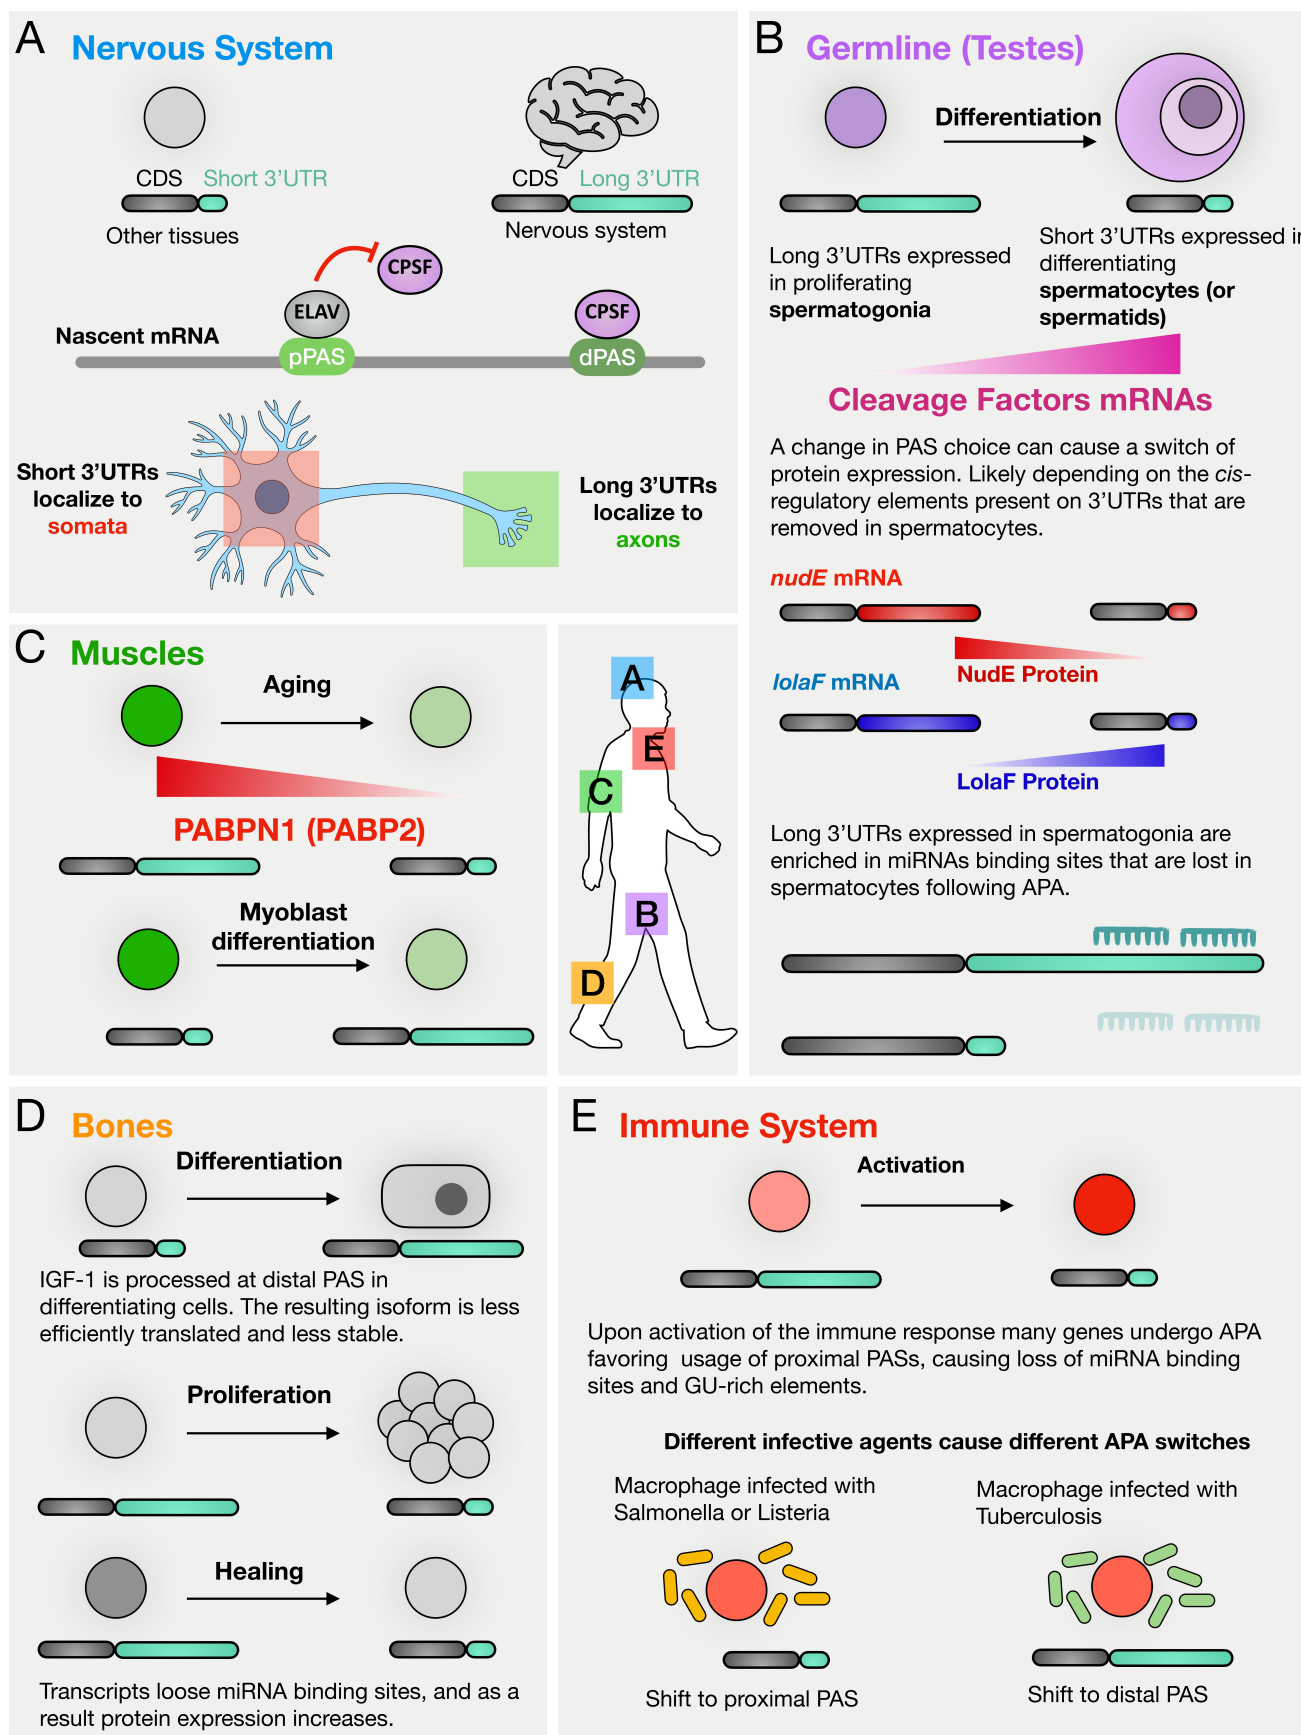 A Nervous System
CDS Short 3’UTR
Other tissues
CDS Long 3’UTR
Nervous system
CPSF
ELAV
CPSF
Nascent mRNA
pPAS
dPAS
Short 3’UTRs
localize to
somata
Long 3’UTRs
localize to
axons
B Germline (Testes)
Differentiation
Long 3’UTRs expressed
in proliferating
spermatogonia
Short 3’UTRs expressed in
differentiating
spermatocytes (or
spermatids)
Cleavage Factors mRNAs
A change in PAS choice can cause a switch of
protein expression. Likely depending on the cis-
regulatory elements present on 3’UTRs that are
removed in spermatocytes.
nudE mRNA
NudE Protein
lolaF mRNA
LolaF Protein
Long 3’UTRs expressed in spermatogonia are
enriched in miRNAs binding sites that are lost in
spermatocytes following APA.
C Muscles
Aging
PABPN1 (PABP2)
Myoblast
differentiation
A
E
C
B
D
D Bones
Differentiation
IGF-1 is processed at distal PAS in
differentiating cells. The resulting isoform is less
efficiently translated and less stable.
Proliferation
Healing
Transcripts loose miRNA binding sites, and as a
result protein expression increases.
E Immune System
Activation
Upon activation of the immune response many genes undergo APA
favoring usage of proximal PASs, causing loss of miRNA binding
sites and GU-rich elements.
Different infective agents cause different APA switches
Macrophage infected with
Salmonella or Listeria
Shift to proximal PAS
Macrophage infected with
Tuberculosis
Shift to distal PAS